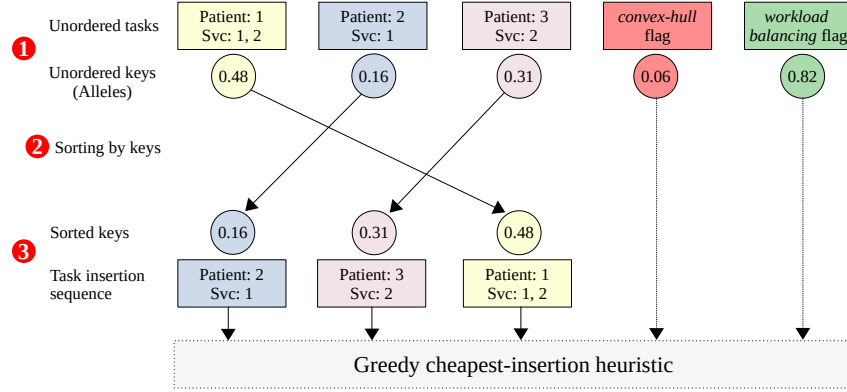 Unordered tasks
Patient: 1
Svc: 1, 2
Patient: 2
Svc: 1
Patient: 3
Svc: 2
convex-hull
flag
workload
balancing flag
1
Unordered keys
(Alleles)
0.48
0.16
0.31
0.06
0.82
2 Sorting by keys
3
Sorted keys
0.16
0.31
0.48
Task insertion
sequence
Patient: 2
Svc: 1
Patient: 3
Svc: 2
Patient: 1
Svc: 1, 2
Greedy cheapest-insertion heuristic